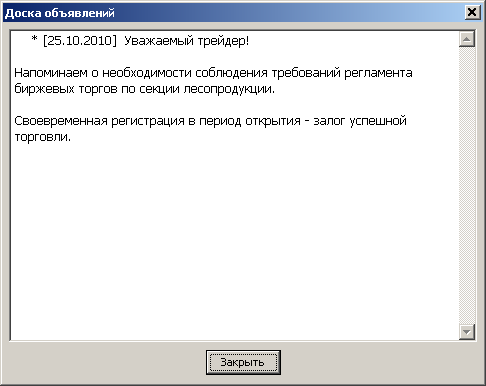 Доска объявлений
* [25.10.2010] Уважаемый трейдер!
Напоминаем о необходимости соблюдения требований регламента
биржевых торгов по секции лесопродукции.
Своевременная регистрация в период открытия - залог успешной
торговли.
Закрыть